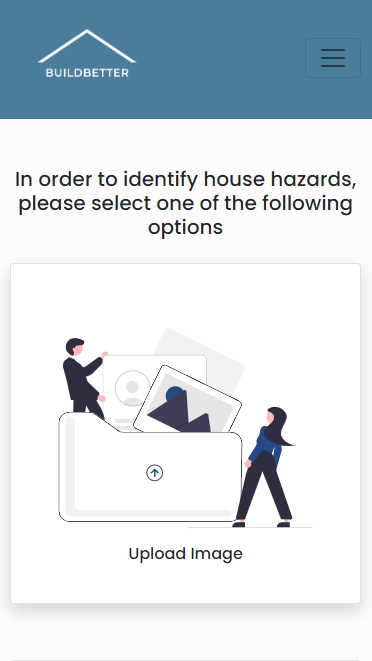 BUILDBETTER
In order to identify house hazards,
please select one of the following
options
Upload Image